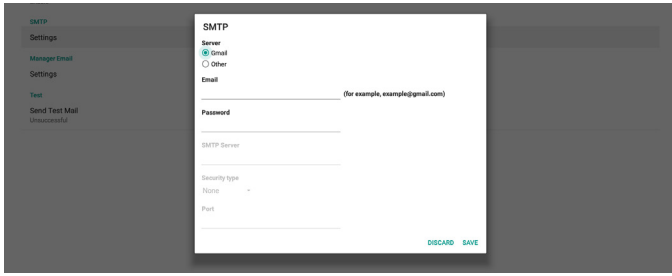 SMTP
Settings
Manager Email
Settings
Test
Send Test Mail
Unsuccessful
SMTP
Server
Gmail
Other
Email
(for example, example@gmail.com)
Password
SMTP Server
Security type
None
Port
DISCARD SAVE